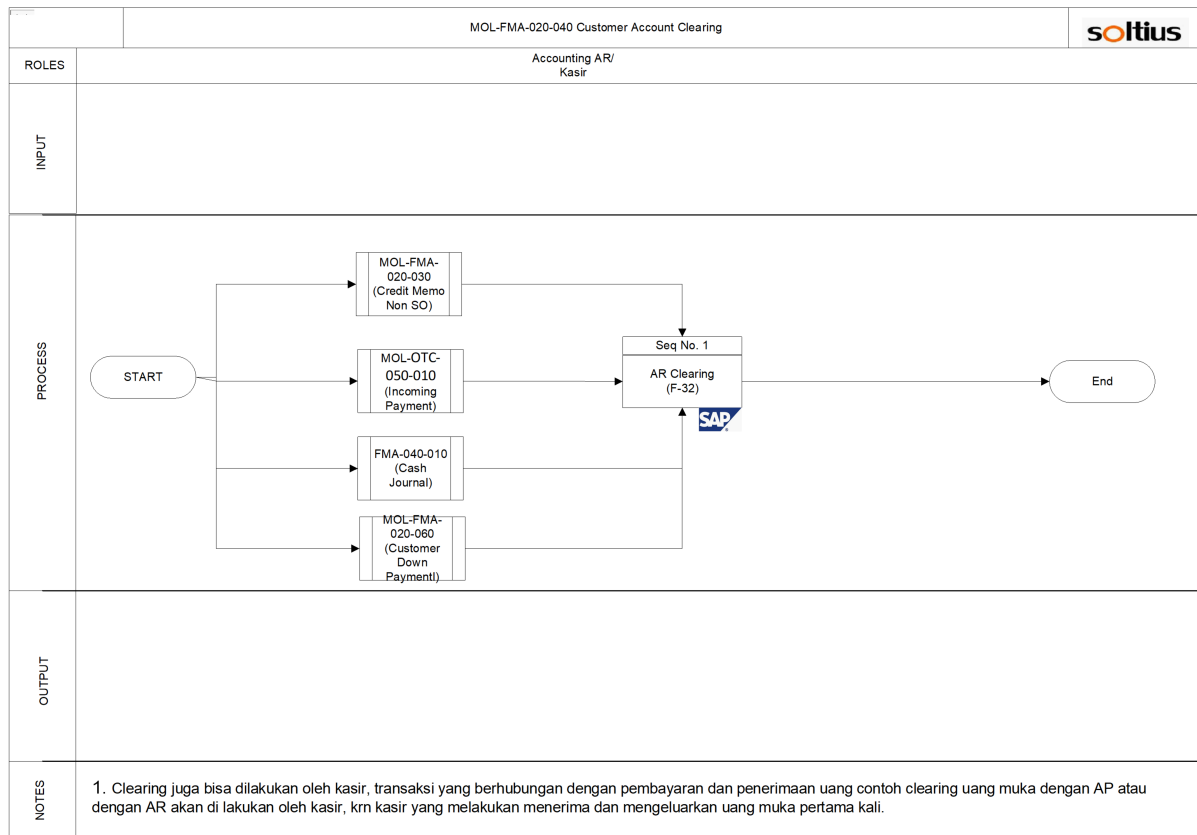 MOL-FMA-020-040 Customer Account Clearing
soltius
ROLES
Accounting AR/
Kasir
INPUT
PROCESS
START
MOL-FMA-
020-030
(Credit Memo
Non SO)
MOL-OTC-
050-010
(Incoming
Payment)
FMA-040-010
(Cash
Journal)
MOL-FMA-
020-060
(Customer
Down
Paymentl)
Seq No. 1
AR Clearing
(F-32)
SAP
End
OUTPUT
NOTES
1. Clearing juga bisa dilakukan oleh kasir, transaksi yang berhubungan dengan pembayaran dan penerimaan uang contoh clearing uang muka dengan AP atau
dengan AR akan di lakukan oleh kasir, krn kasir yang melakukan menerima dan mengeluarkan uang muka pertama kali.